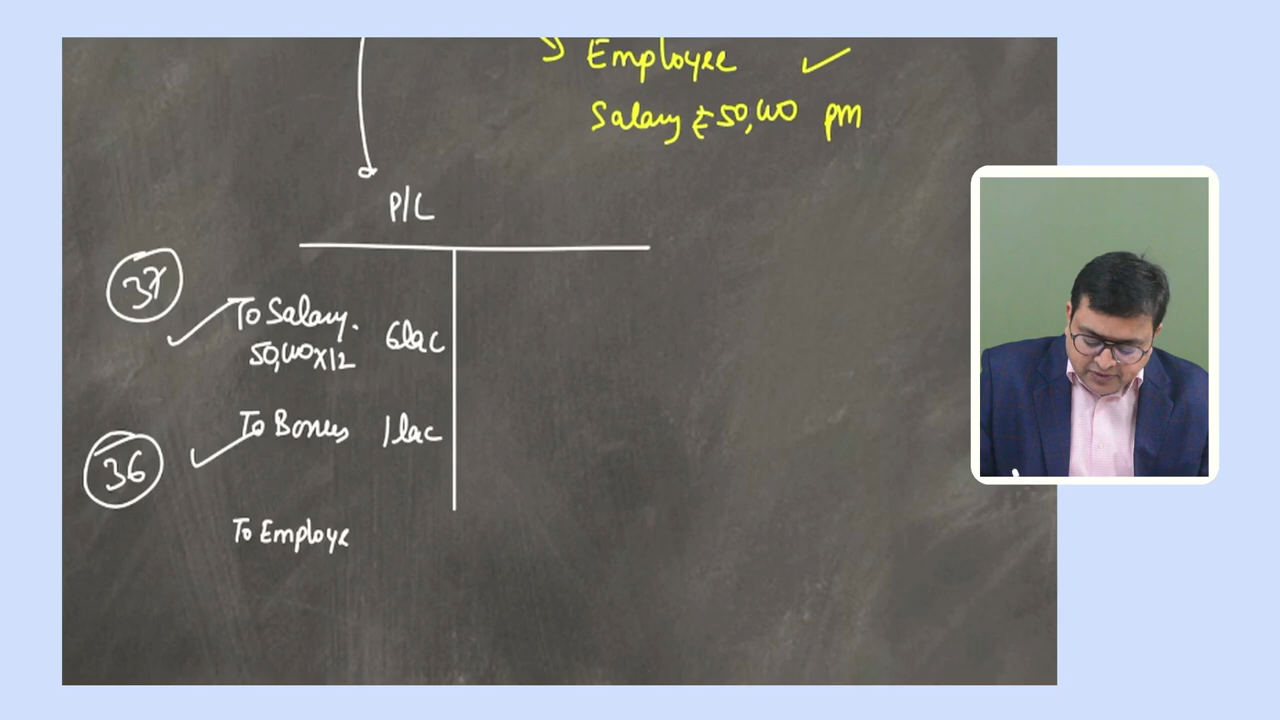 Employee
Salary ₹50,000 pm
P/L
37
To Salary. 6lac
50,000x12
To Bonus 1lac
36
To Employe